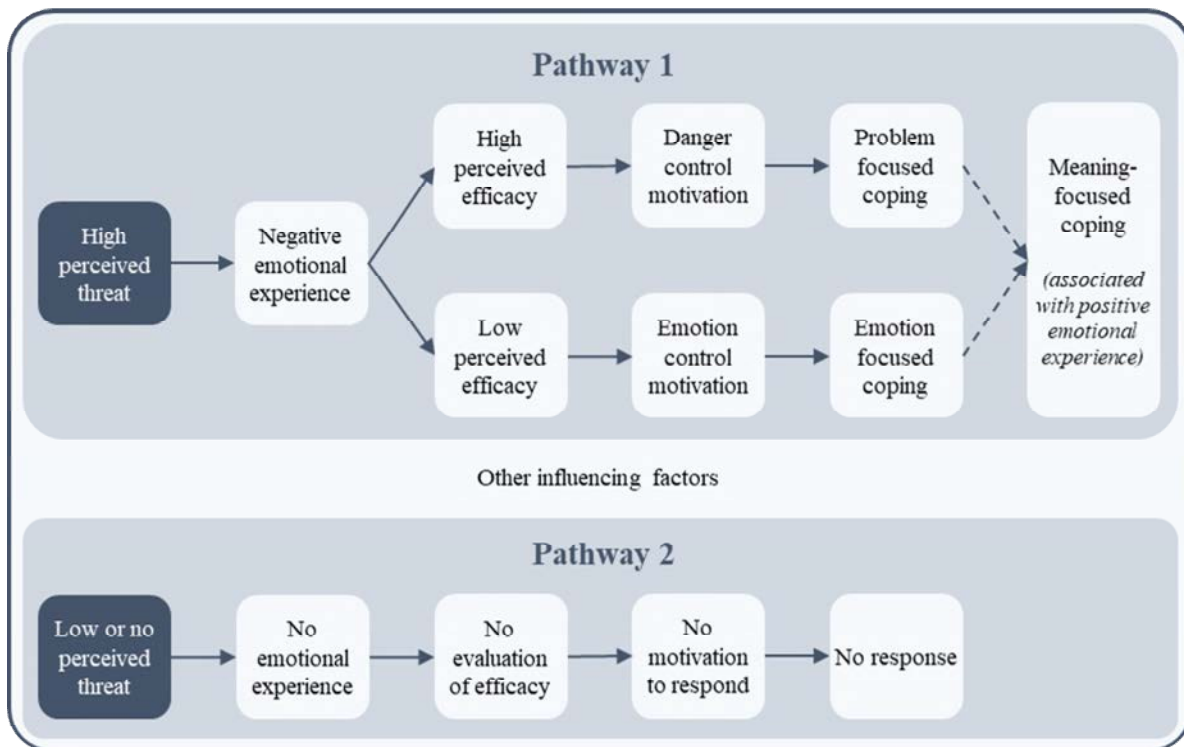 Pathway 1
High
perceived
threat
Negative
emotional
experience
High
perceived
efficacy
Danger
control
motivation
Problem
focused
coping
Low
perceived
efficacy
Emotion
control
motivation
Emotion
focused
coping
Meaning-
focused
coping
(associated
with positive
emotional
experience)
Other influencing factors
Pathway 2
Low or no
perceived
threat
No
emotional
experience
No
evaluation
of efficacy
No
motivation
to respond
No response